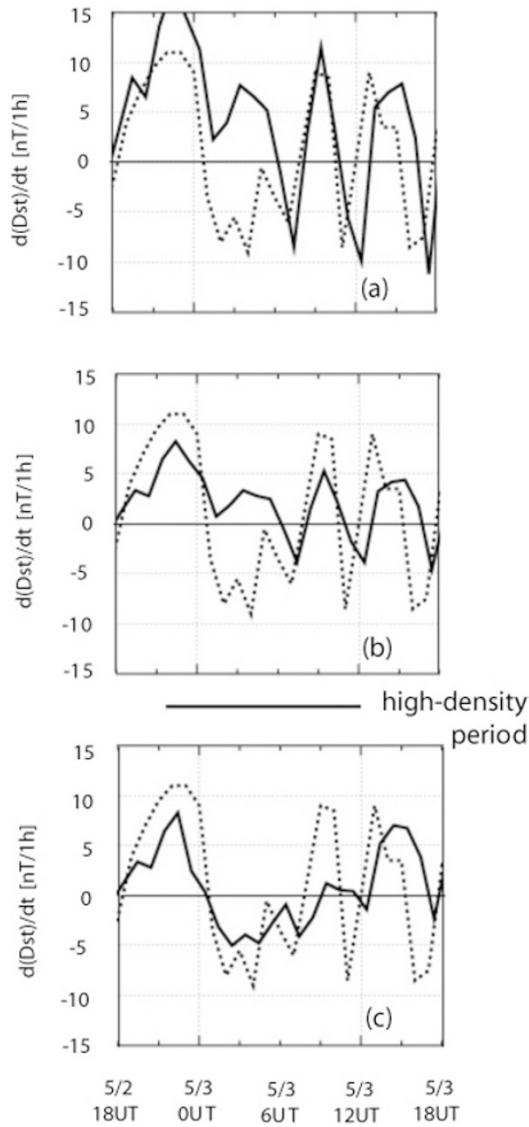 15
10
5
0
-5
-10
-15
d(Dst)/dt [nT/1h]
(a)
15
10
5
0
-5
-10
-15
d(Dst)/dt [nT/1h]
(b)
high-density
period
15
10
5
0
-5
-10
-15
d(Dst)/dt [nT/1h]
(c)
5/2 5/3 5/3 5/3 5/3
18UT 0UT 6UT 12UT 18UT